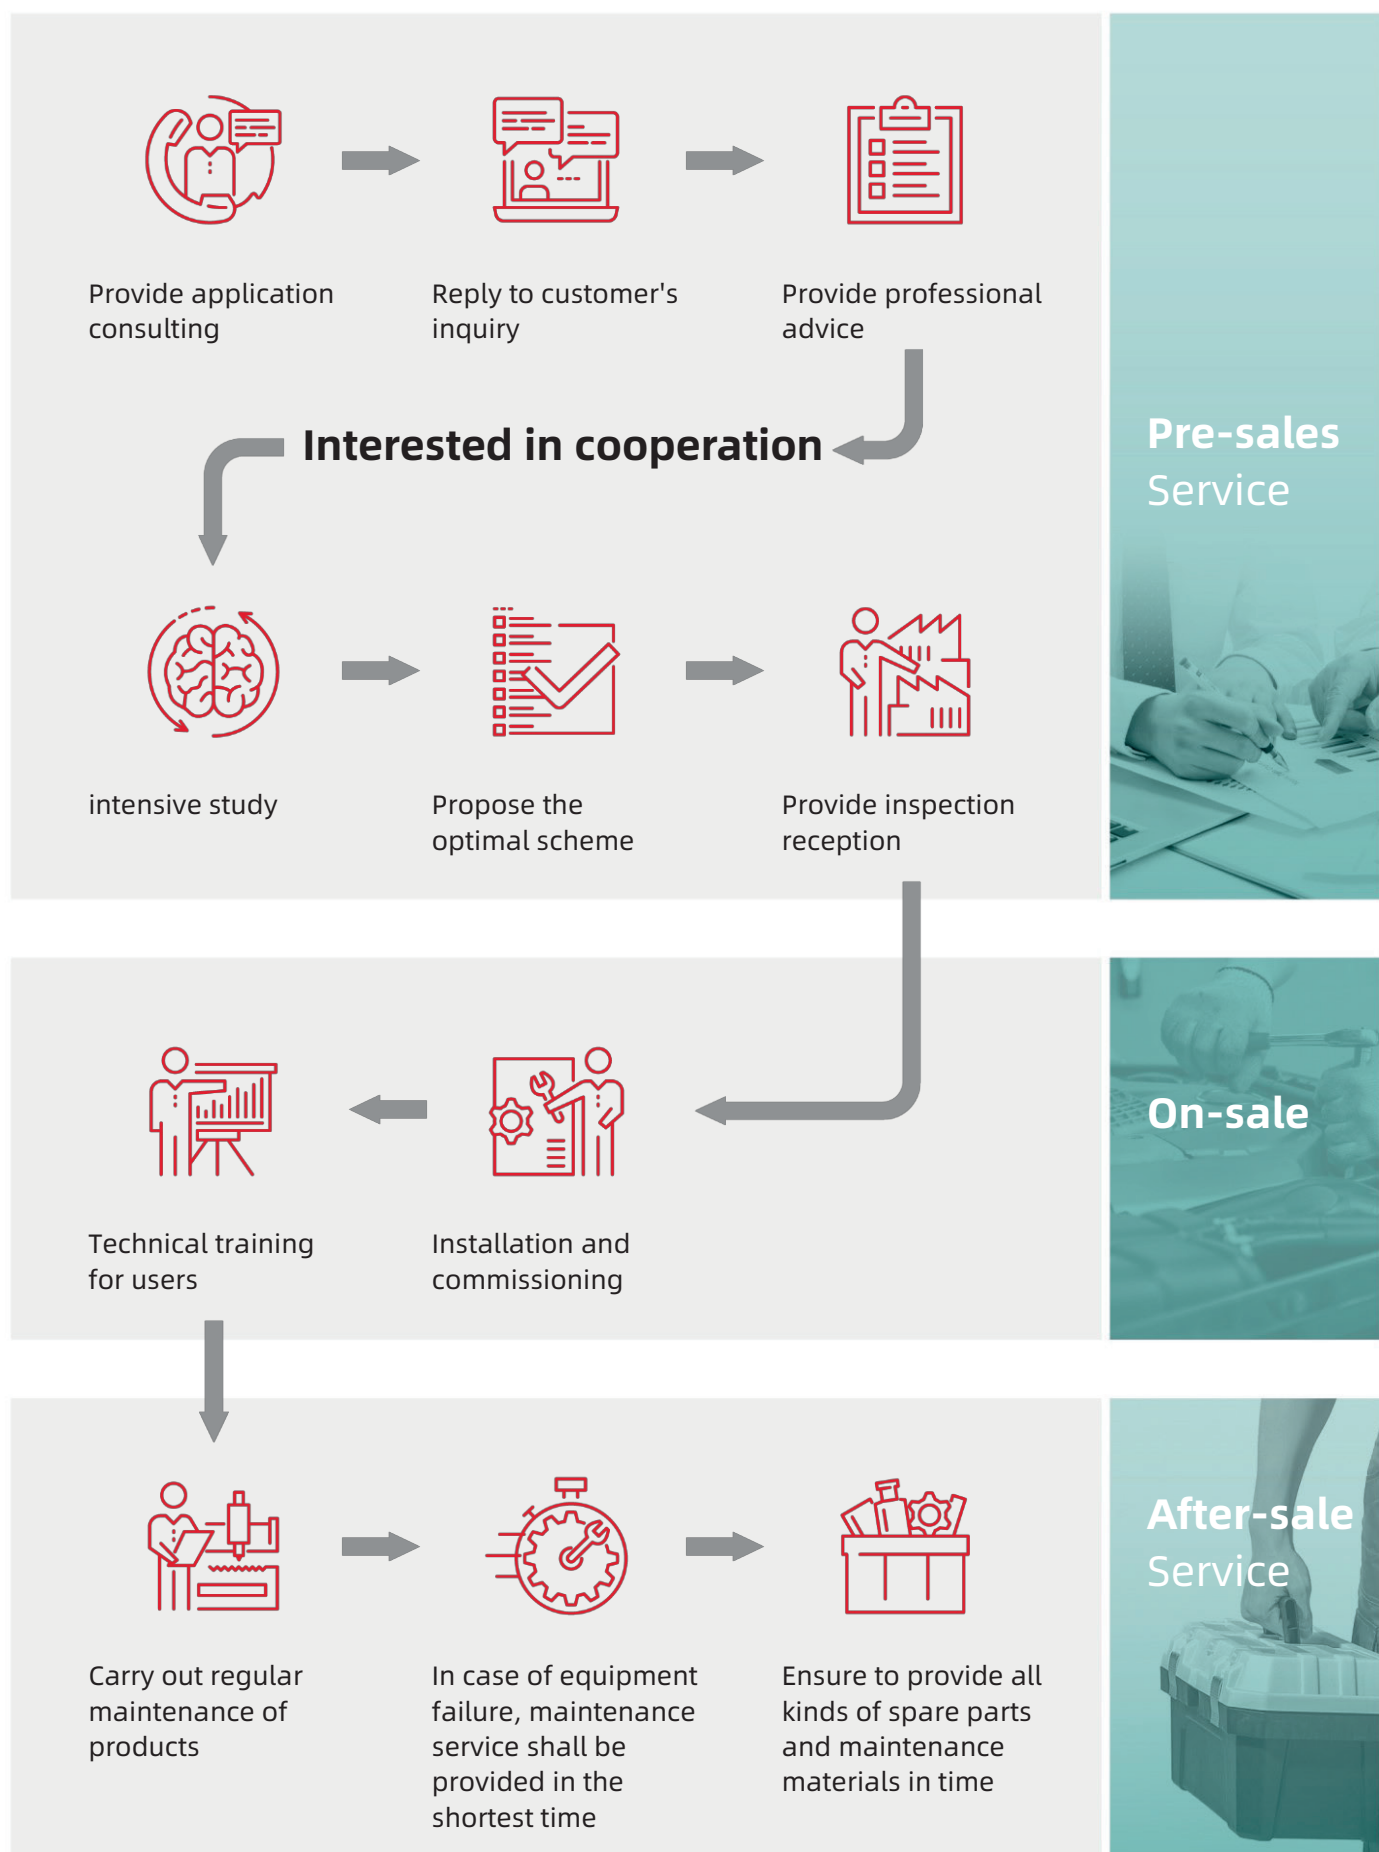 Provide application
consulting
Reply to customer's
inquiry
Provide professional
advice
Interested in cooperation
Pre-sales
Service
intensive study
Propose the
optimal scheme
Provide inspection
reception
On-sale
Technical training
for users
Installation and
commissioning
After-sale
Service
Carry out regular
maintenance of
products
In case of equipment
failure, maintenance
service shall be
provided in the
shortest time
Ensure to provide all
kinds of spare parts
and maintenance
materials in time